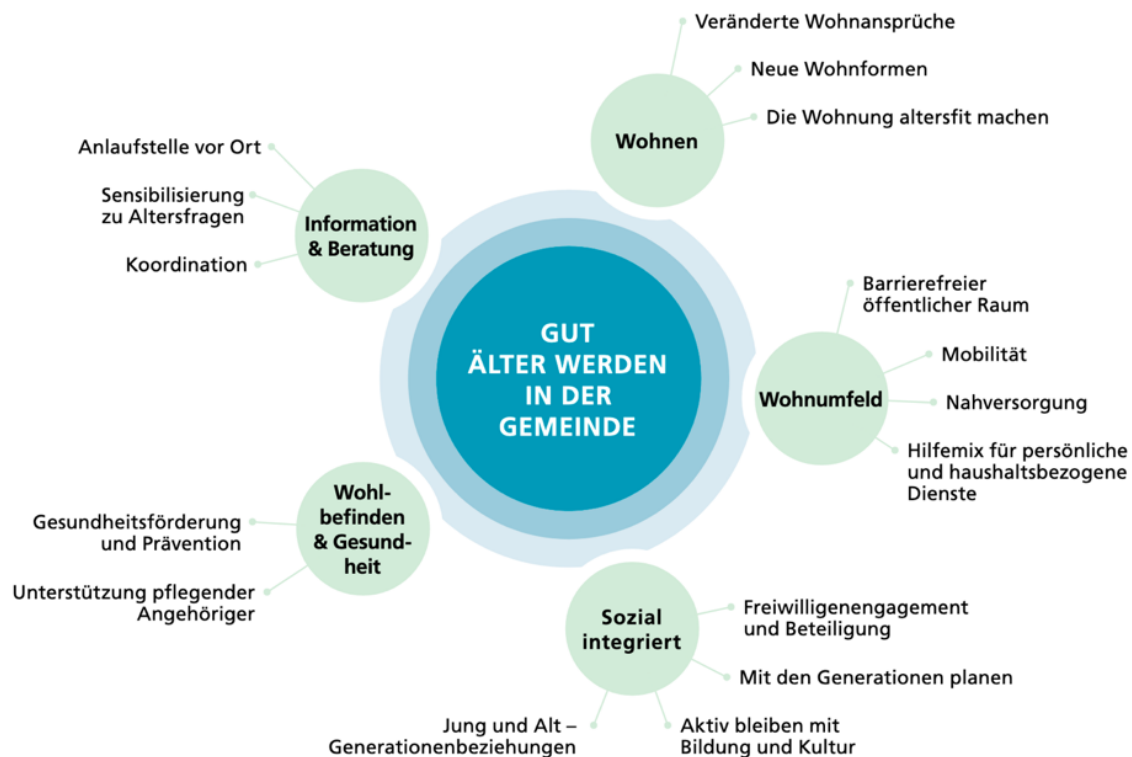 GUT
ÄLTER WERDEN
IN DER
GEMEINDE
Wohnen
Veränderte Wohnansprüche
Neue Wohnformen
Die Wohnung altersfit machen
Wohnumfeld
Barrierefreier
öffentlicher Raum
Mobilität
Nahversorgung
Hilfemix für persönliche
und haushaltsbezogene
Dienste
Sozial
integriert
Freiwilligenengagement
und Beteiligung
Mit den Generationen planen
Aktiv bleiben mit
Bildung und Kultur
Jung und Alt –
Generationenbeziehungen
Wohl-
befinden
& Gesund-
heit
Gesundheitsförderung
und Prävention
Unterstützung pflegender
Angehöriger
Information
& Beratung
Anlaufstelle vor Ort
Sensibilisierung
zu Altersfragen
Koordination